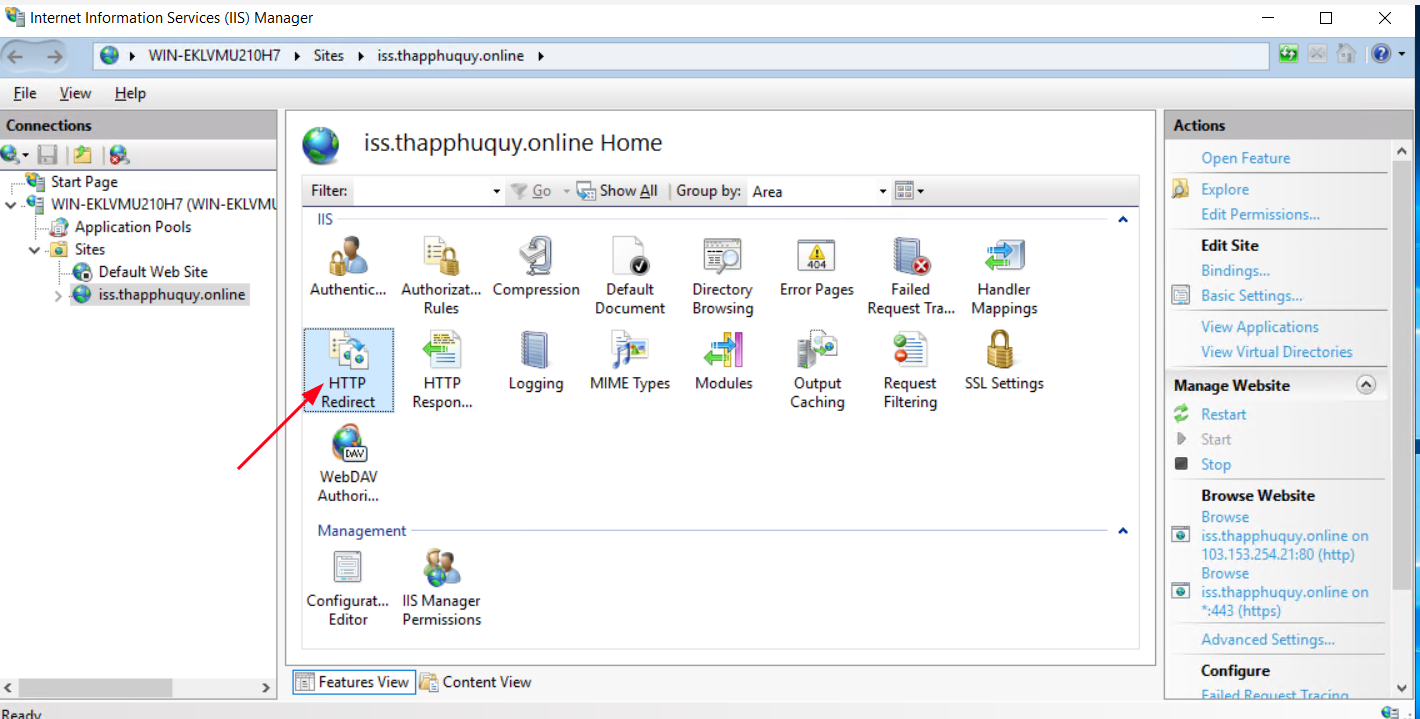 Internet Information Services (IIS) Manager
WIN-EKLVMU210H7 Sites iss.thapphuquy.online
File View Help
Connections
Start Page
WIN-EKLVMU210H7 (WIN-EKLVMU
Application Pools
Sites
Default Web Site
iss.thapphuquy.online
iss.thapphuquy.online Home
Filter: Go Show All Group by: Area
IIS
Authentic...
Authorizat...
Rules
Compression
Default
Document
Directory
Browsing
404
Error Pages
Failed
Request Tra...
Handler
Mappings
HTTP
Redirect
HTTP
Respon...
Logging
MIME Types
Modules
Output
Caching
Request
Filtering
SSL Settings
DAV
WebDAV
Authori...
Management
Configurat...
Editor
IIS Manager
Permissions
Features View Content View
Actions
Open Feature
Explore
Edit Permissions...
Edit Site
Bindings...
Basic Settings...
View Applications
View Virtual Directories
Manage Website
Restart
Start
Stop
Browse Website
Browse
iss.thapphuquy.online on
103.153.254.21:80 (http)
Browse
iss.thapphuquy.online on
*:443 (https)
Advanced Settings...
Configure
Failed Request Tracing
Ready